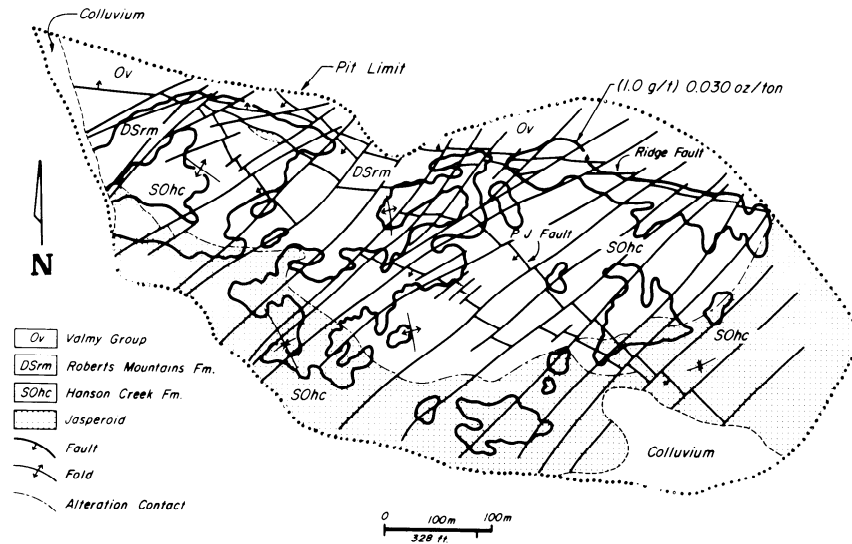 Colluvium
Ov
Pit Limit
(1.0 g/t) 0.030 oz/ton
Ov
DSrm
DSrm
Ridge Fault
SOhc
P J Fault
SOhc
N
SOhc
SOhc
Colluvium
Ov Valmy Group
DSrm Roberts Mountains Fm.
SOhc Hanson Creek Fm.
Jasperoid
Fault
Fold
Alteration Contact
0 100m 100m
328 ft.